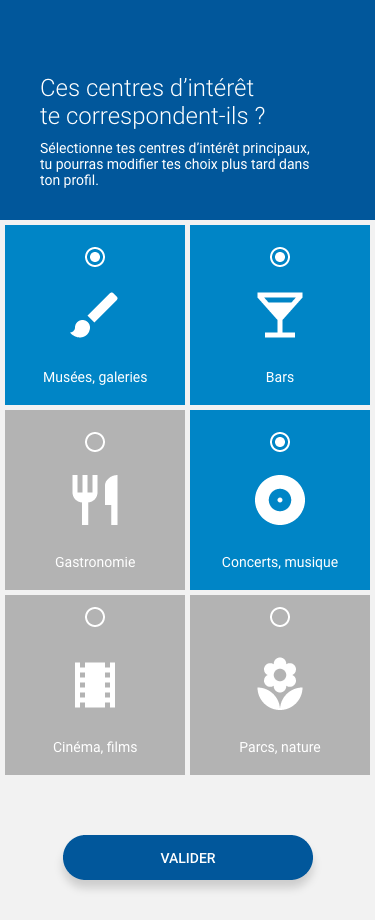 Ces centres d’intérêt
te correspondent-ils ?
Sélectionne tes centres d’intérêt principaux,
tu pourras modifier tes choix plus tard dans
ton profil.
Musées, galeries
Bars
Gastronomie
Concerts, musique
Cinéma, films
Parcs, nature
VALIDER